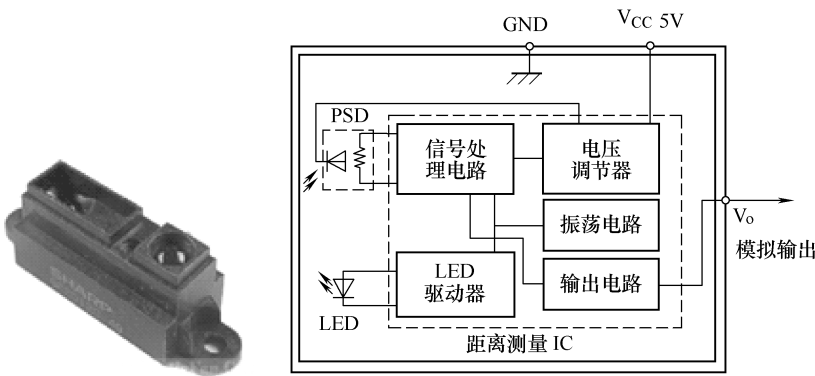 GND
VCC 5V
PSD
信号处
理电路
电压
调节器
振荡电路
LED
驱动器
输出电路
Vo
模拟输出
LED
距离测量 IC
SHARP